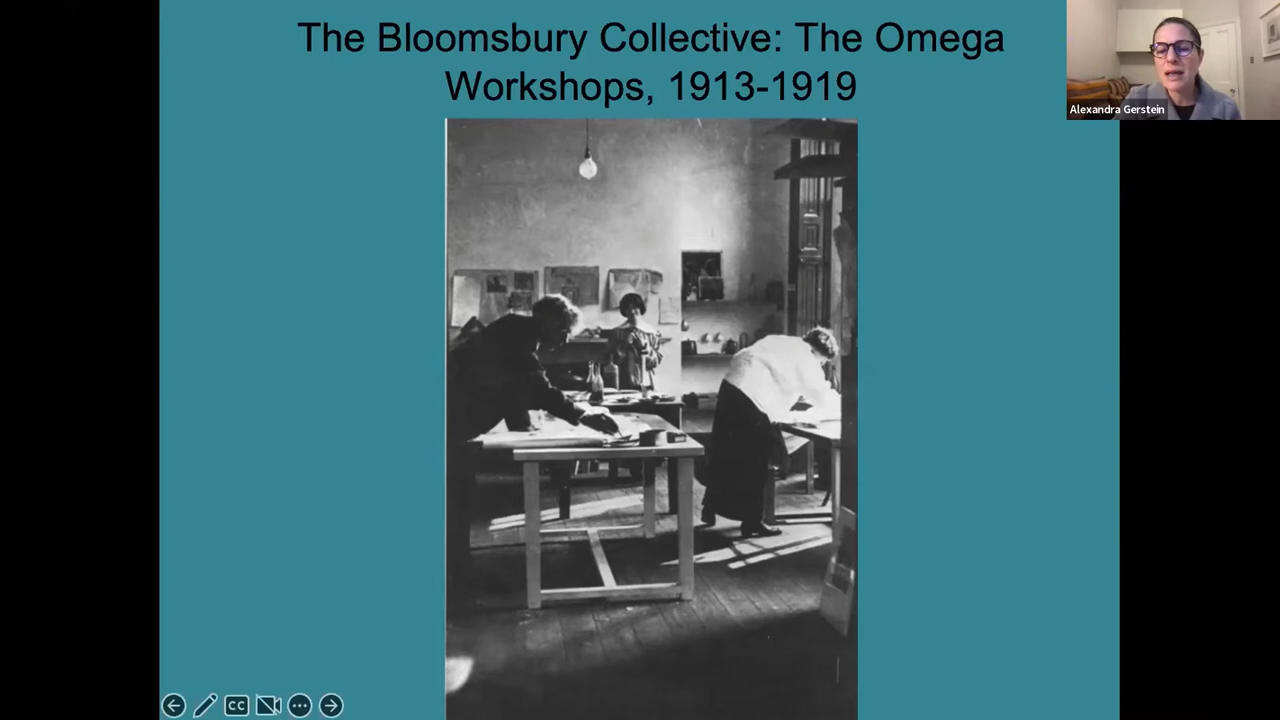 The Bloomsbury Collective: The Omega
Workshops, 1913-1919
Alexandra Gerstein
CC